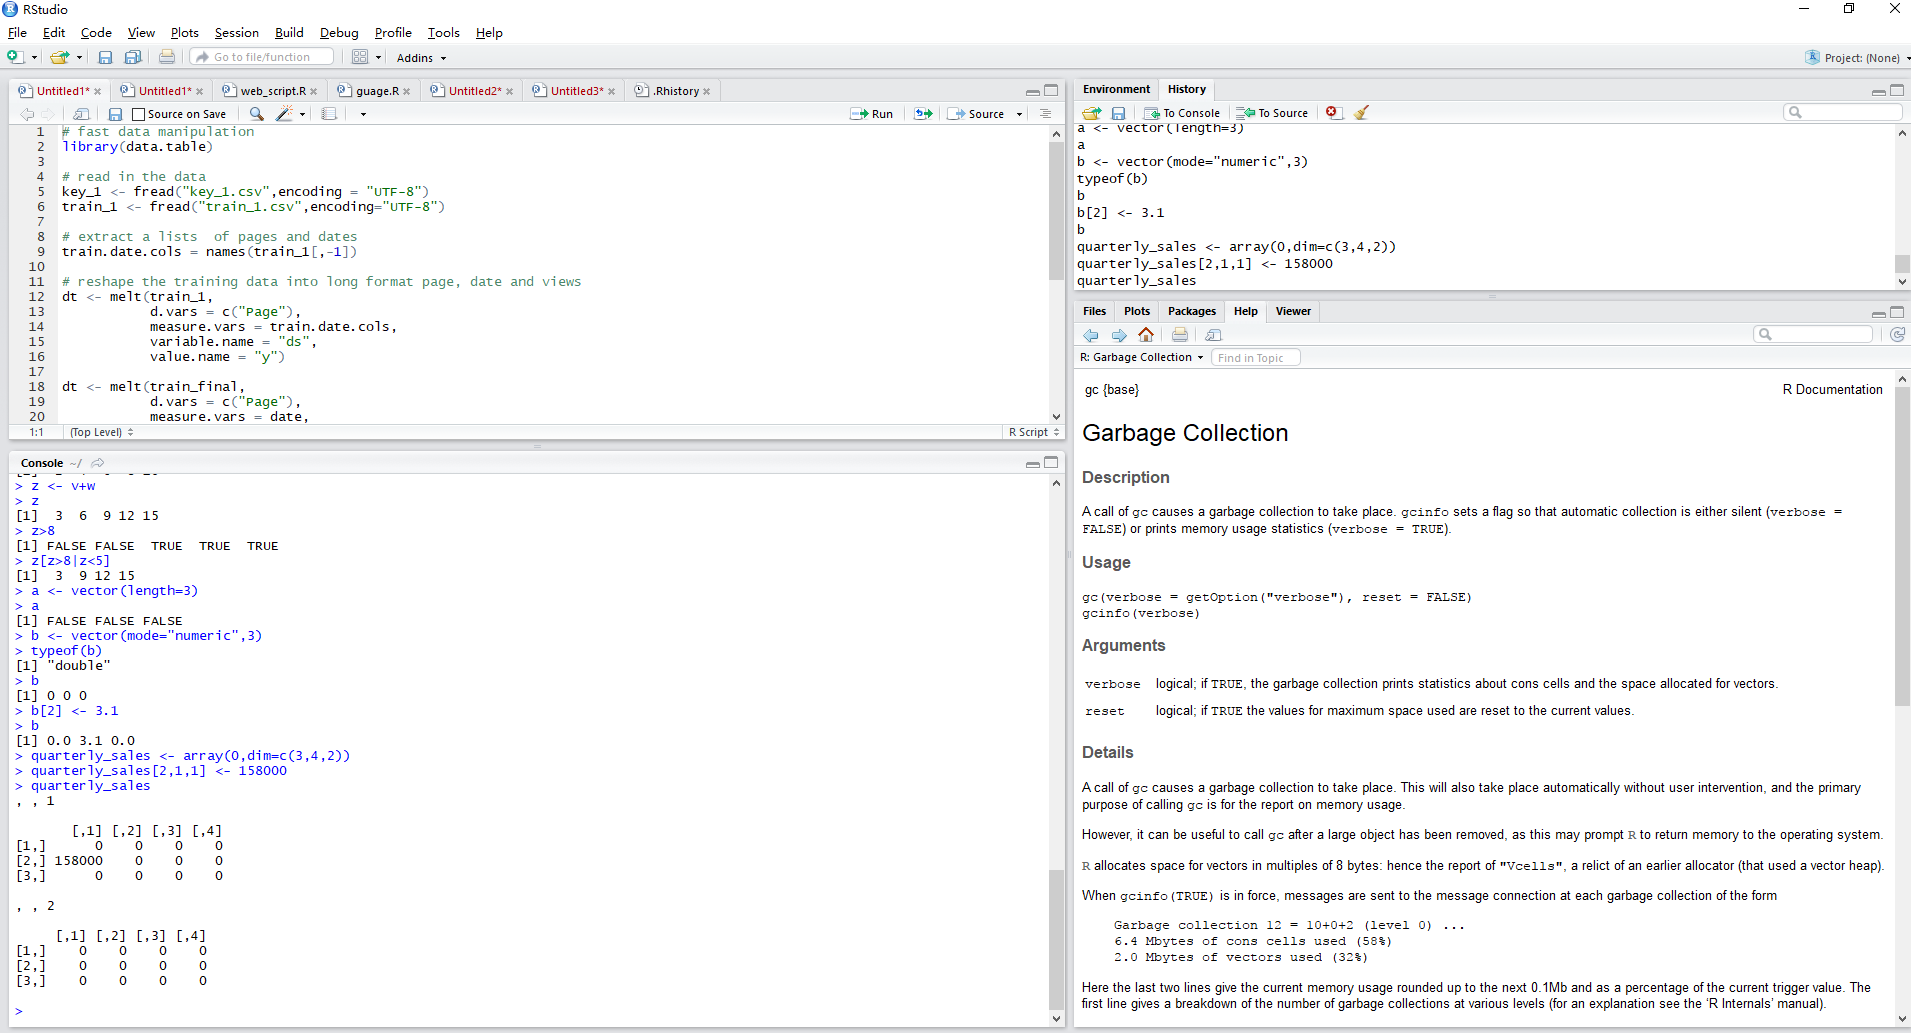 RStudio
File Edit Code View Plots Session Build Debug Profile Tools Help
Go to file/function Addins Project: (None)
Untitled1* Untitled1* web_script.R guage.R Untitled2* Untitled3* .Rhistory
Source on Save Run Source
1 # fast data manipulation
2 library(data.table)
3
4 # read in the data
5 key_1 <- fread("key_1.csv",encoding = "UTF-8")
6 train_1 <- fread("train_1.csv",encoding="UTF-8")
7
8 # extract a lists  of pages and dates
9 train.date.cols = names(train_1[,-1])
10
11 # reshape the training data into long format page, date and views
12 dt <- melt(train_1,
13 d.vars = c("Page"),
14 measure.vars = train.date.cols,
15 variable.name = "ds",
16 value.name = "y")
17
18 dt <- melt(train_final,
19 d.vars = c("Page"),
20 measure.vars = date,
1:1 (Top Level) R Script
Console ~/
> z <- v+w
> z
[1]  3  6  9 12 15
> z>8
[1] FALSE FALSE  TRUE  TRUE  TRUE
> z[z>8|z<5]
[1]  3  9 12 15
> a <- vector(length=3)
> a
[1] FALSE FALSE FALSE
> b <- vector(mode="numeric",3)
> typeof(b)
[1] "double"
> b
[1] 0 0 0
> b[2] <- 3.1
> b
[1] 0.0 3.1 0.0
> quarterly_sales <- array(0,dim=c(3,4,2))
> quarterly_sales[2,1,1] <- 158000
> quarterly_sales
, , 1
[,1] [,2] [,3] [,4]
[1,]      0    0    0    0
[2,] 158000    0    0    0
[3,]      0    0    0    0
, , 2
[,1] [,2] [,3] [,4]
[1,]    0    0    0    0
[2,]    0    0    0    0
[3,]    0    0    0    0
>
Environment History
To Console To Source
a <- vector(length=3)
a
b <- vector(mode="numeric",3)
typeof(b)
b
b[2] <- 3.1
b
quarterly_sales <- array(0,dim=c(3,4,2))
quarterly_sales[2,1,1] <- 158000
quarterly_sales
Files Plots Packages Help Viewer
R: Garbage Collection Find in Topic
gc {base} R Documentation
Garbage Collection
Description
A call of gc causes a garbage collection to take place. gcinfo sets a flag so that automatic collection is either silent (verbose =
FALSE) or prints memory usage statistics (verbose = TRUE).
Usage
gc(verbose = getOption("verbose"), reset = FALSE)
gcinfo(verbose)
Arguments
verbose logical; if TRUE, the garbage collection prints statistics about cons cells and the space allocated for vectors.
reset logical; if TRUE the values for maximum space used are reset to the current values.
Details
A call of gc causes a garbage collection to take place. This will also take place automatically without user intervention, and the primary
purpose of calling gc is for the report on memory usage.
However, it can be useful to call gc after a large object has been removed, as this may prompt R to return memory to the operating system.
R allocates space for vectors in multiples of 8 bytes: hence the report of "Vcells", a relict of an earlier allocator (that used a vector heap).
When gcinfo(TRUE) is in force, messages are sent to the message connection at each garbage collection of the form
Garbage collection 12 = 10+0+2 (level 0) ...
6.4 Mbytes of cons cells used (58%)
2.0 Mbytes of vectors used (32%)
Here the last two lines give the current memory usage rounded up to the next 0.1Mb and as a percentage of the current trigger value. The
first line gives a breakdown of the number of garbage collections at various levels (for an explanation see the ‘R Internals’ manual).